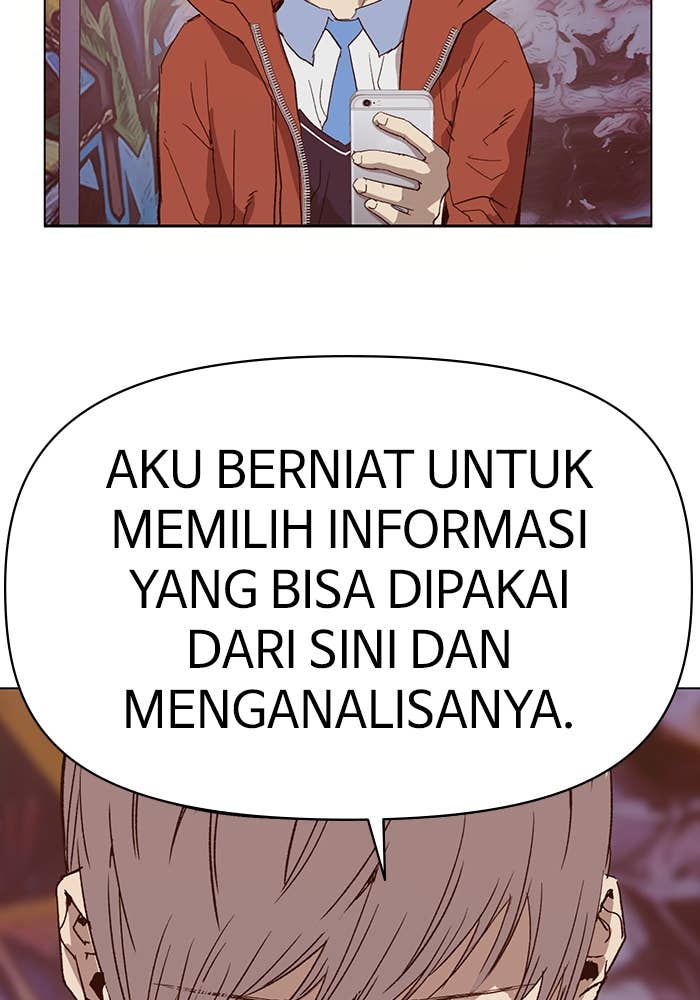 AKU BERNIAT UNTUK
MEMILIH INFORMASI
YANG BISA DIPAKAI
DARI SINI DAN
MENGANALISANYA.